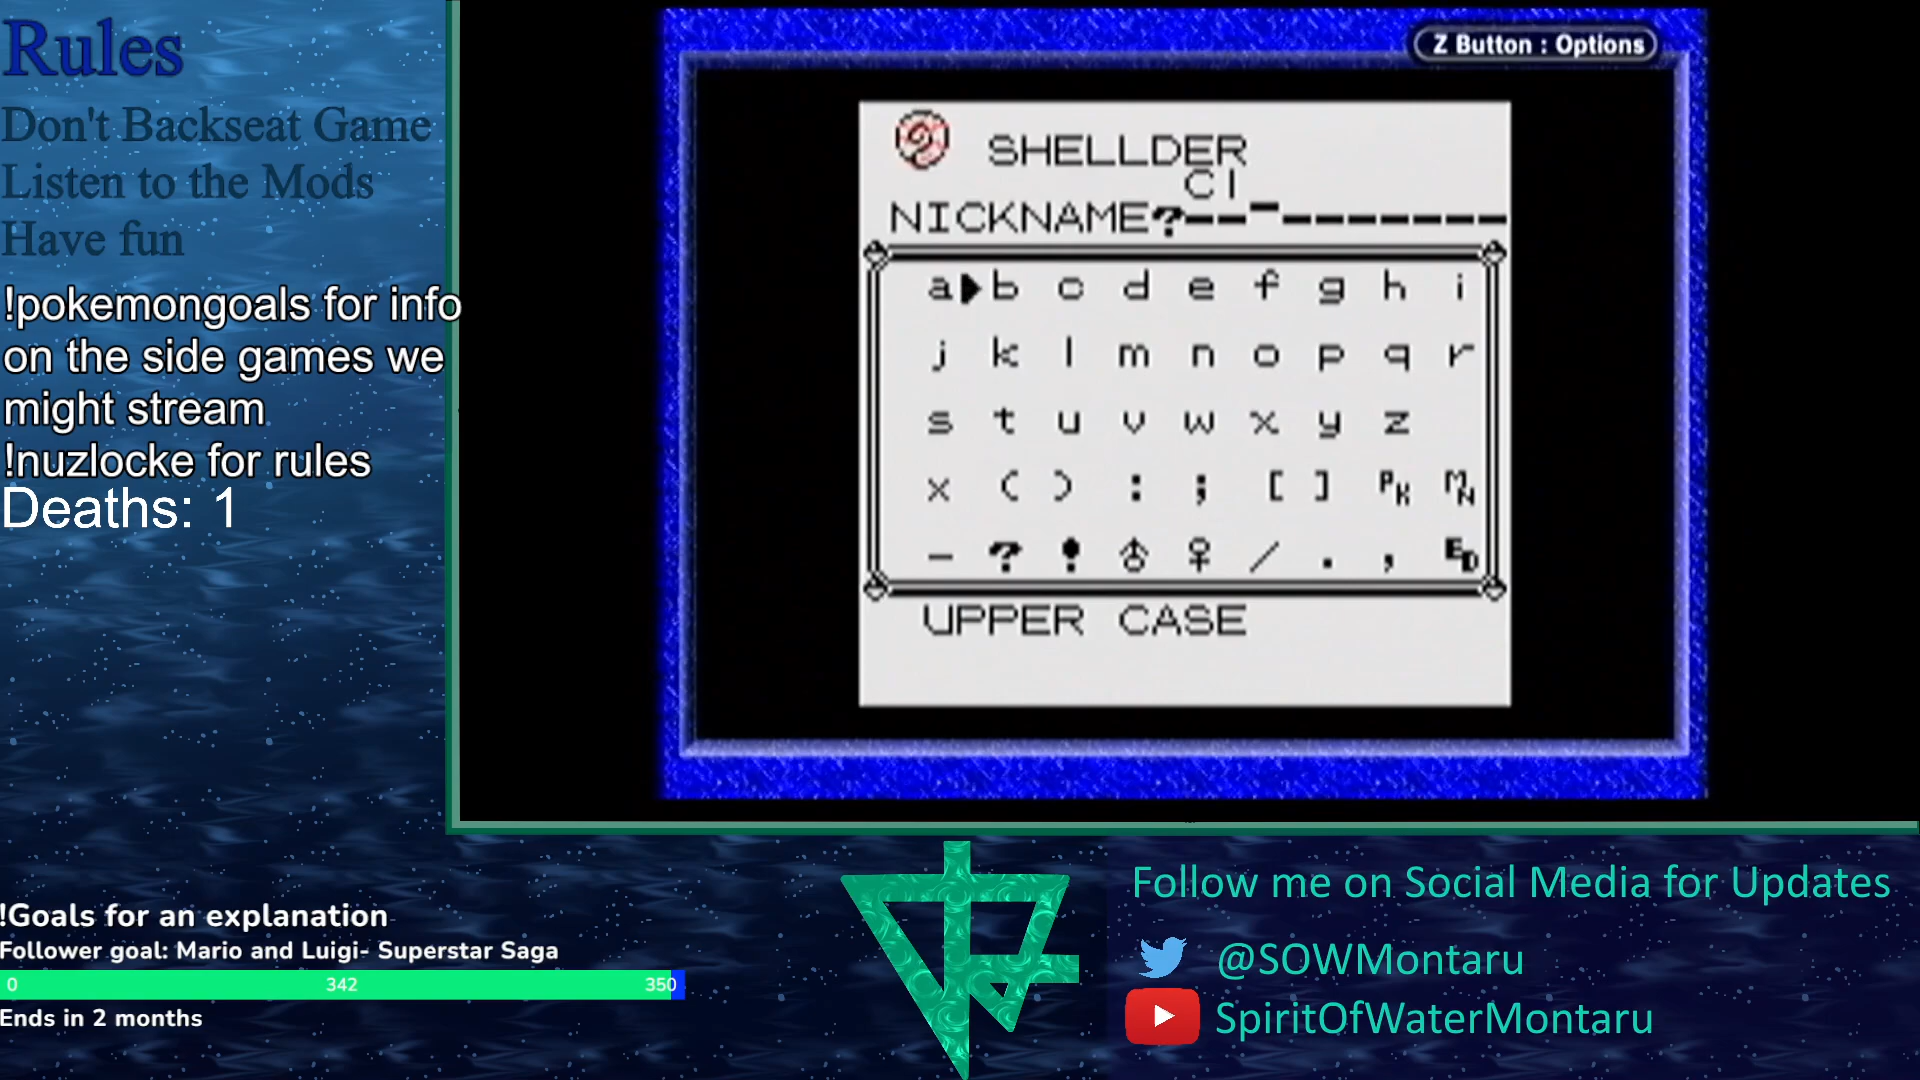 Rules
Don't Backseat Game
Listen to the Mods
Have fun
!pokemongoals for info
on the side games we
might stream
!nuzlocke for rules
Deaths: 1
Z Button : Options
SHELLDER
Cl
NICKNAME?
a b c d e f g h i
j k l m n o p q r
s t u v w x y z
× ( ) : ; [ ] PK MN
- ? ! ♂ ♀ / . , ED
UPPER CASE
!Goals for an explanation
Follower goal: Mario and Luigi- Superstar Saga
0 342 350
Ends in 2 months
Follow me on Social Media for Updates
@SOWMontaru
SpiritOfWaterMontaru